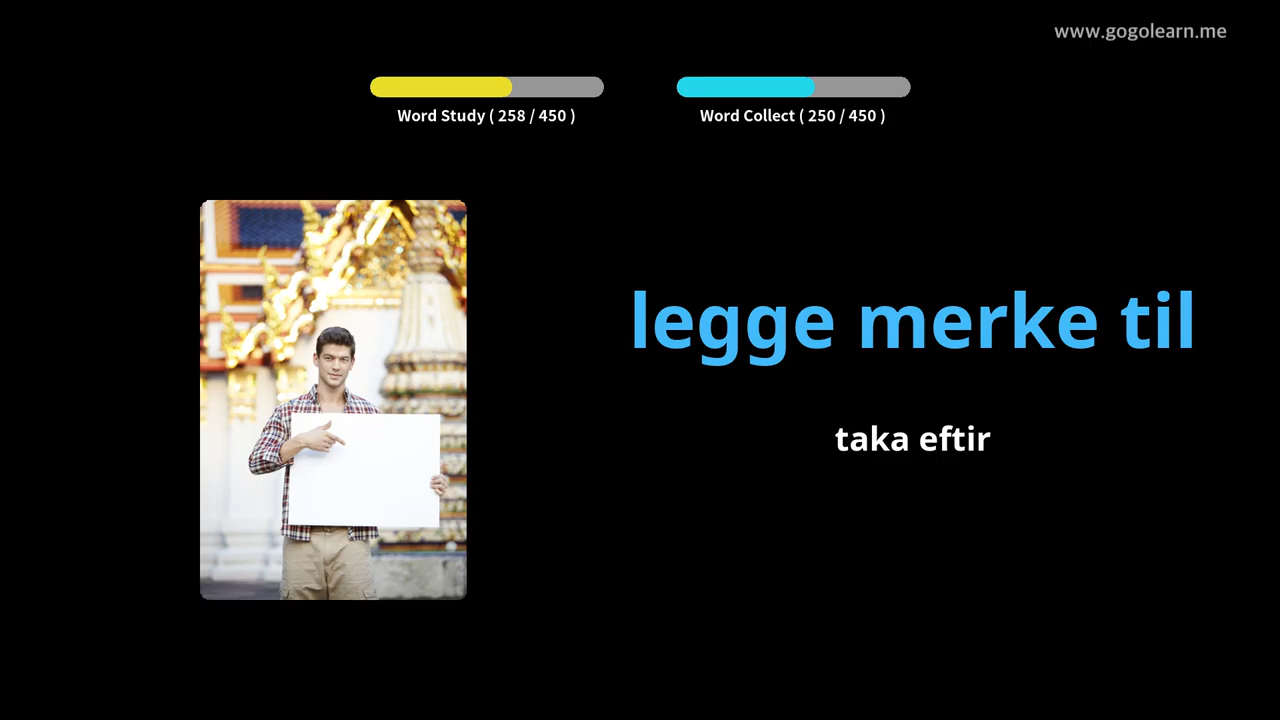 www.gogolearn.me
Word Study ( 258 / 450 )
Word Collect ( 250 / 450 )
legge merke til
taka eftir